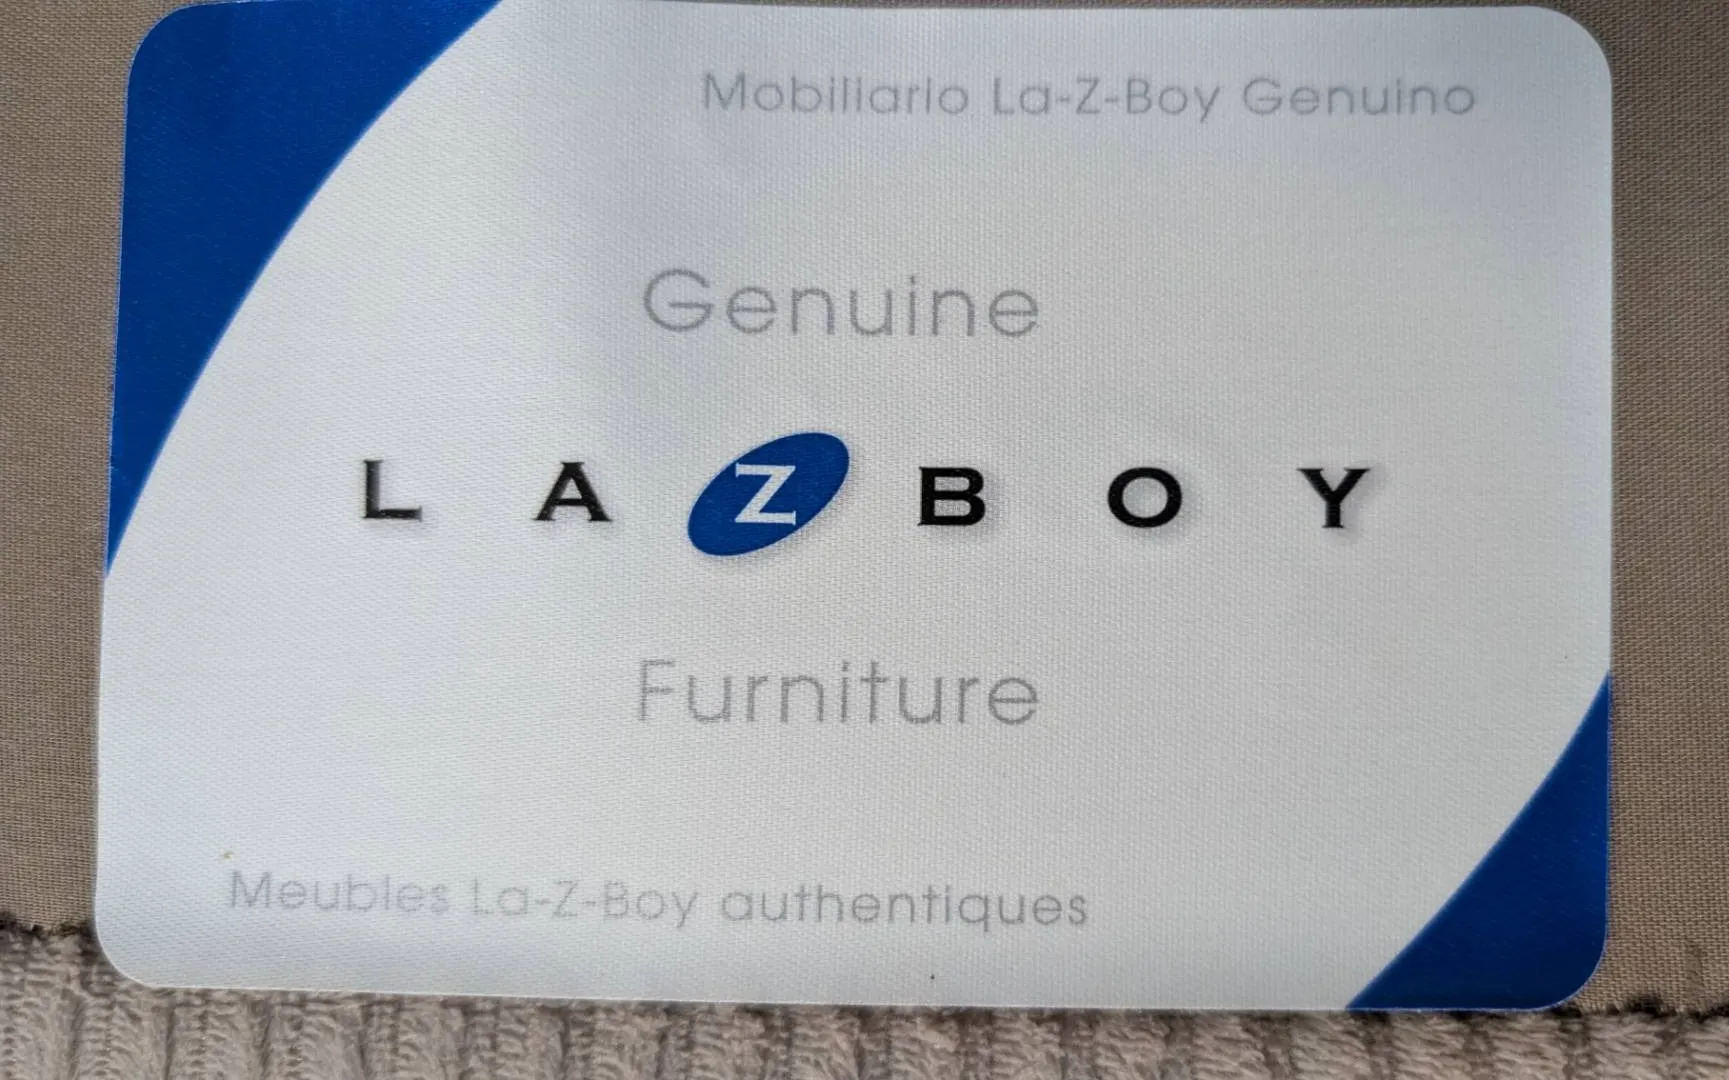 Mobiliario La-Z-Boy Genuino
Genuine
LAZBOY
Furniture
Meubles La-Z-Boy authentiques